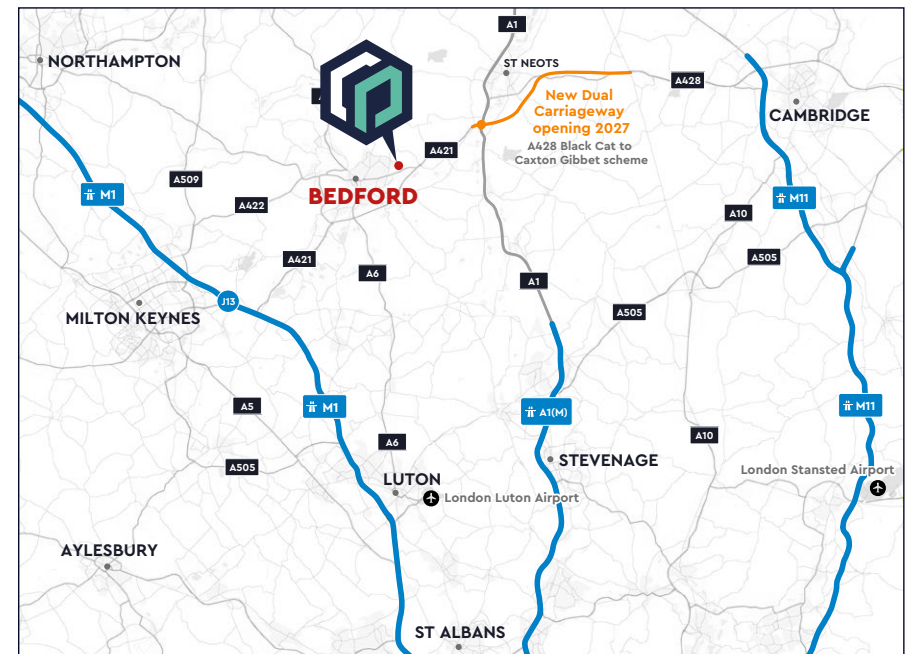 A1
NORTHAMPTON
ST NEOTS
A428
New Dual
Carriageway
opening 2027
A428 Black Cat to
Caxton Gibbet scheme
CAMBRIDGE
A421
A509
BEDFORD
M1
A422
M11
A10
A421
A505
A6
A1
J13
MILTON KEYNES
A505
A5
M1
A1(M)
M11
A10
A6
STEVENAGE
A505
London Stansted Airport
LUTON
London Luton Airport
AYLESBURY
ST ALBANS